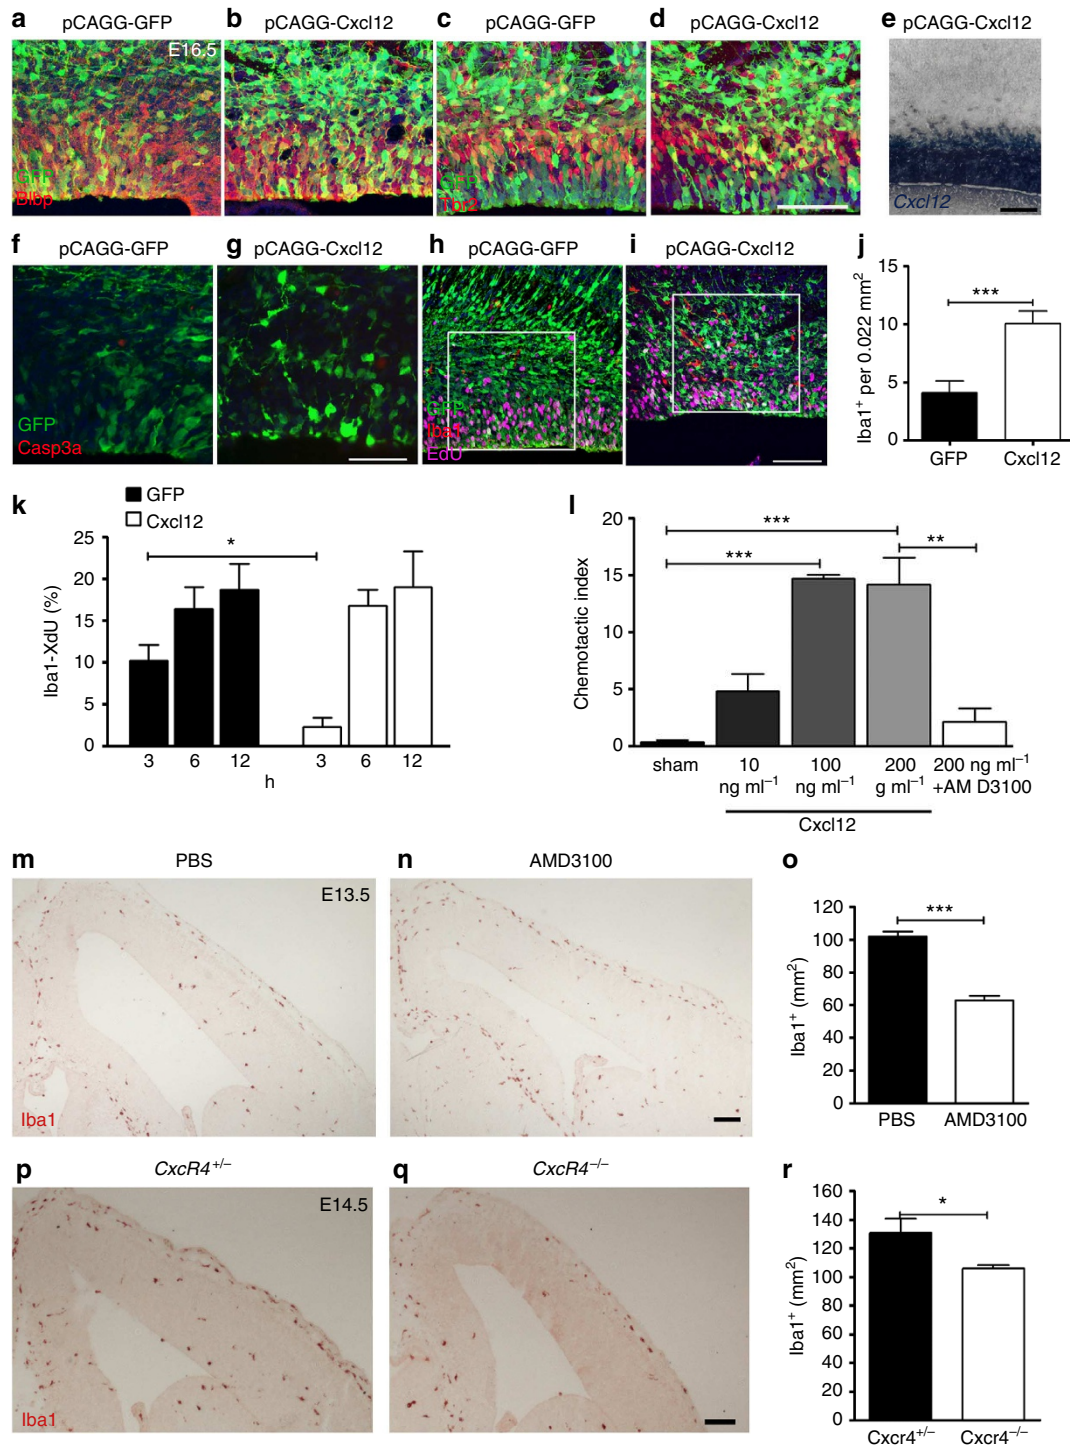 a pCAGG-GFP b pCAGG-Cxcl12 c pCAGG-GFP d e pCAGG-Cxcl12
E16.5
GFP
Blbp
GFP
Tbr2
Cxcl12
f pCAGG-GFP g pCAGG-Cxcl12 h pCAGG-GFP i pCAGG-Cxcl12 j
GFP
Casp3a
GFP
Iba1
EdU
Iba1⁺ per 0.022 mm²
15
10
5
0
***
GFP Cxcl12
k
GFP
Cxcl12
Iba1-XdU (%)
25
20
15
10
5
0
*
3 6 12 3 6 12
h
l
Chemotactic index
20
15
10
5
0
***
***
**
sham 10 100 200 200 ng ml⁻¹
ng ml⁻¹ ng ml⁻¹ g ml⁻¹ +AM D3100
Cxcl12
m PBS n AMD3100 o
E13.5
Iba1
Iba1⁺ (mm²)
120
100
80
60
40
20
0
***
PBS AMD3100
p CxcR4⁺/⁻ q CxcR4⁻/⁻ r
E14.5
Iba1
Iba1⁺ (mm²)
160
140
120
100
80
60
40
20
0
*
Cxcr4⁺/⁻ Cxcr4⁻/⁻